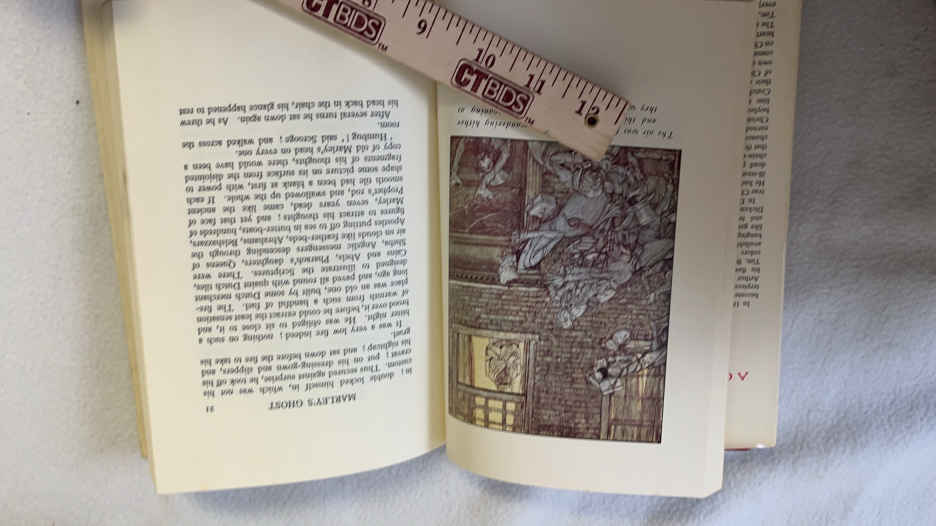 MARLEY'S GHOST 21
in ; double locked himself in, which was not his
custom. Thus secured against surprise, he took off his
cravat ; put on his dressing-gown and slippers, and
his nightcap ; and sat down before the fire to take his
gruel.
It was a very low fire indeed ; nothing on such a
bitter night. He was obliged to sit close to it, and
brood over it, before he could extract the least sensation
of warmth from such a handful of fuel. The fire-
place was an old one, built by some Dutch merchant
long ago, and paved all round with quaint Dutch tiles,
designed to illustrate the Scriptures. There were
Cains and Abels, Pharaoh's daughters, Queens of
Sheba, Angelic messengers descending through the
air on clouds like feather-beds, Abrahams, Belshazzars,
Apostles putting off to sea in butter-boats, hundreds of
figures to attract his thoughts ; and yet that face of
Marley, seven years dead, came like the ancient
Prophet's rod, and swallowed up the whole. If each
smooth tile had been a blank at first, with power to
shape some picture on its surface from the disjointed
fragments of his thoughts, there would have been a
copy of old Marley's head on every one.
' Humbug ! ' said Scrooge ; and walked across the
room.
After several turns he sat down again. As he threw
his head back in the chair, his glance happened to rest
The air was
wandering hither
and
they
CTBIDS™
CTBIDS™
9
10
11
12
A C